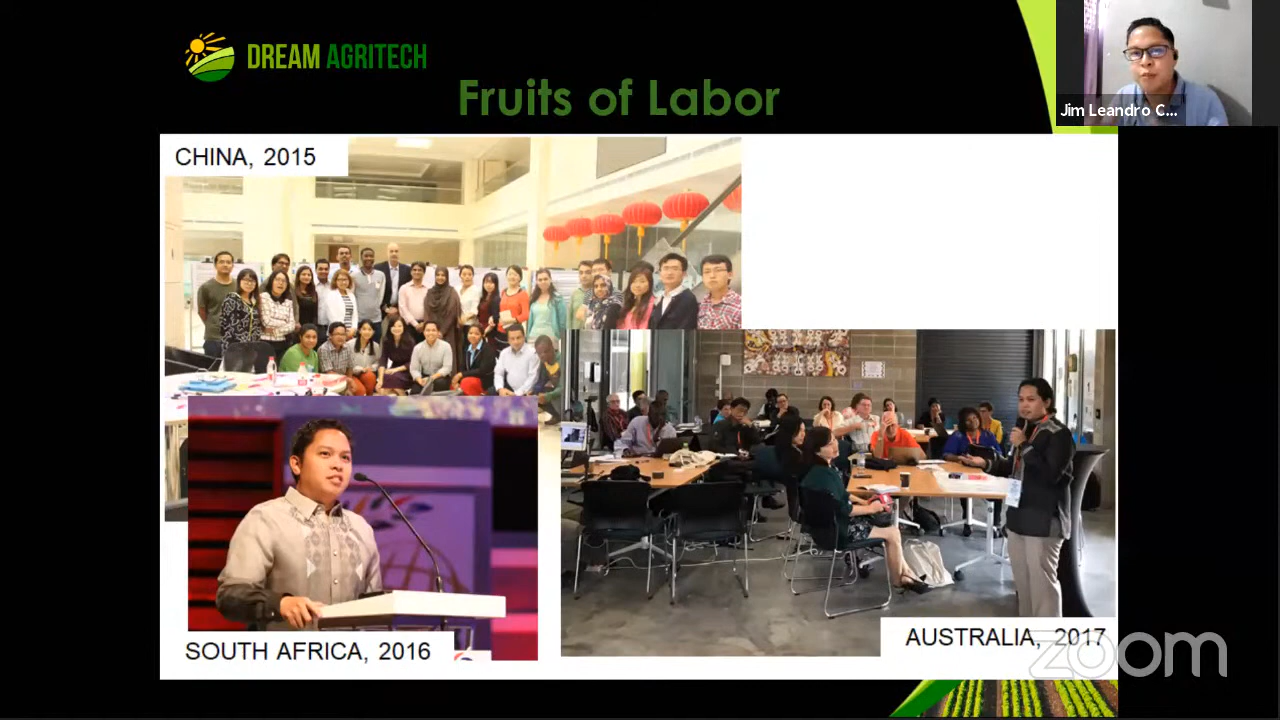 DREAM AGRITECH
Fruits of Labor
Jim Leandro C...
CHINA, 2015
SOUTH AFRICA, 2016
AUSTRALIA, 2017
zoom